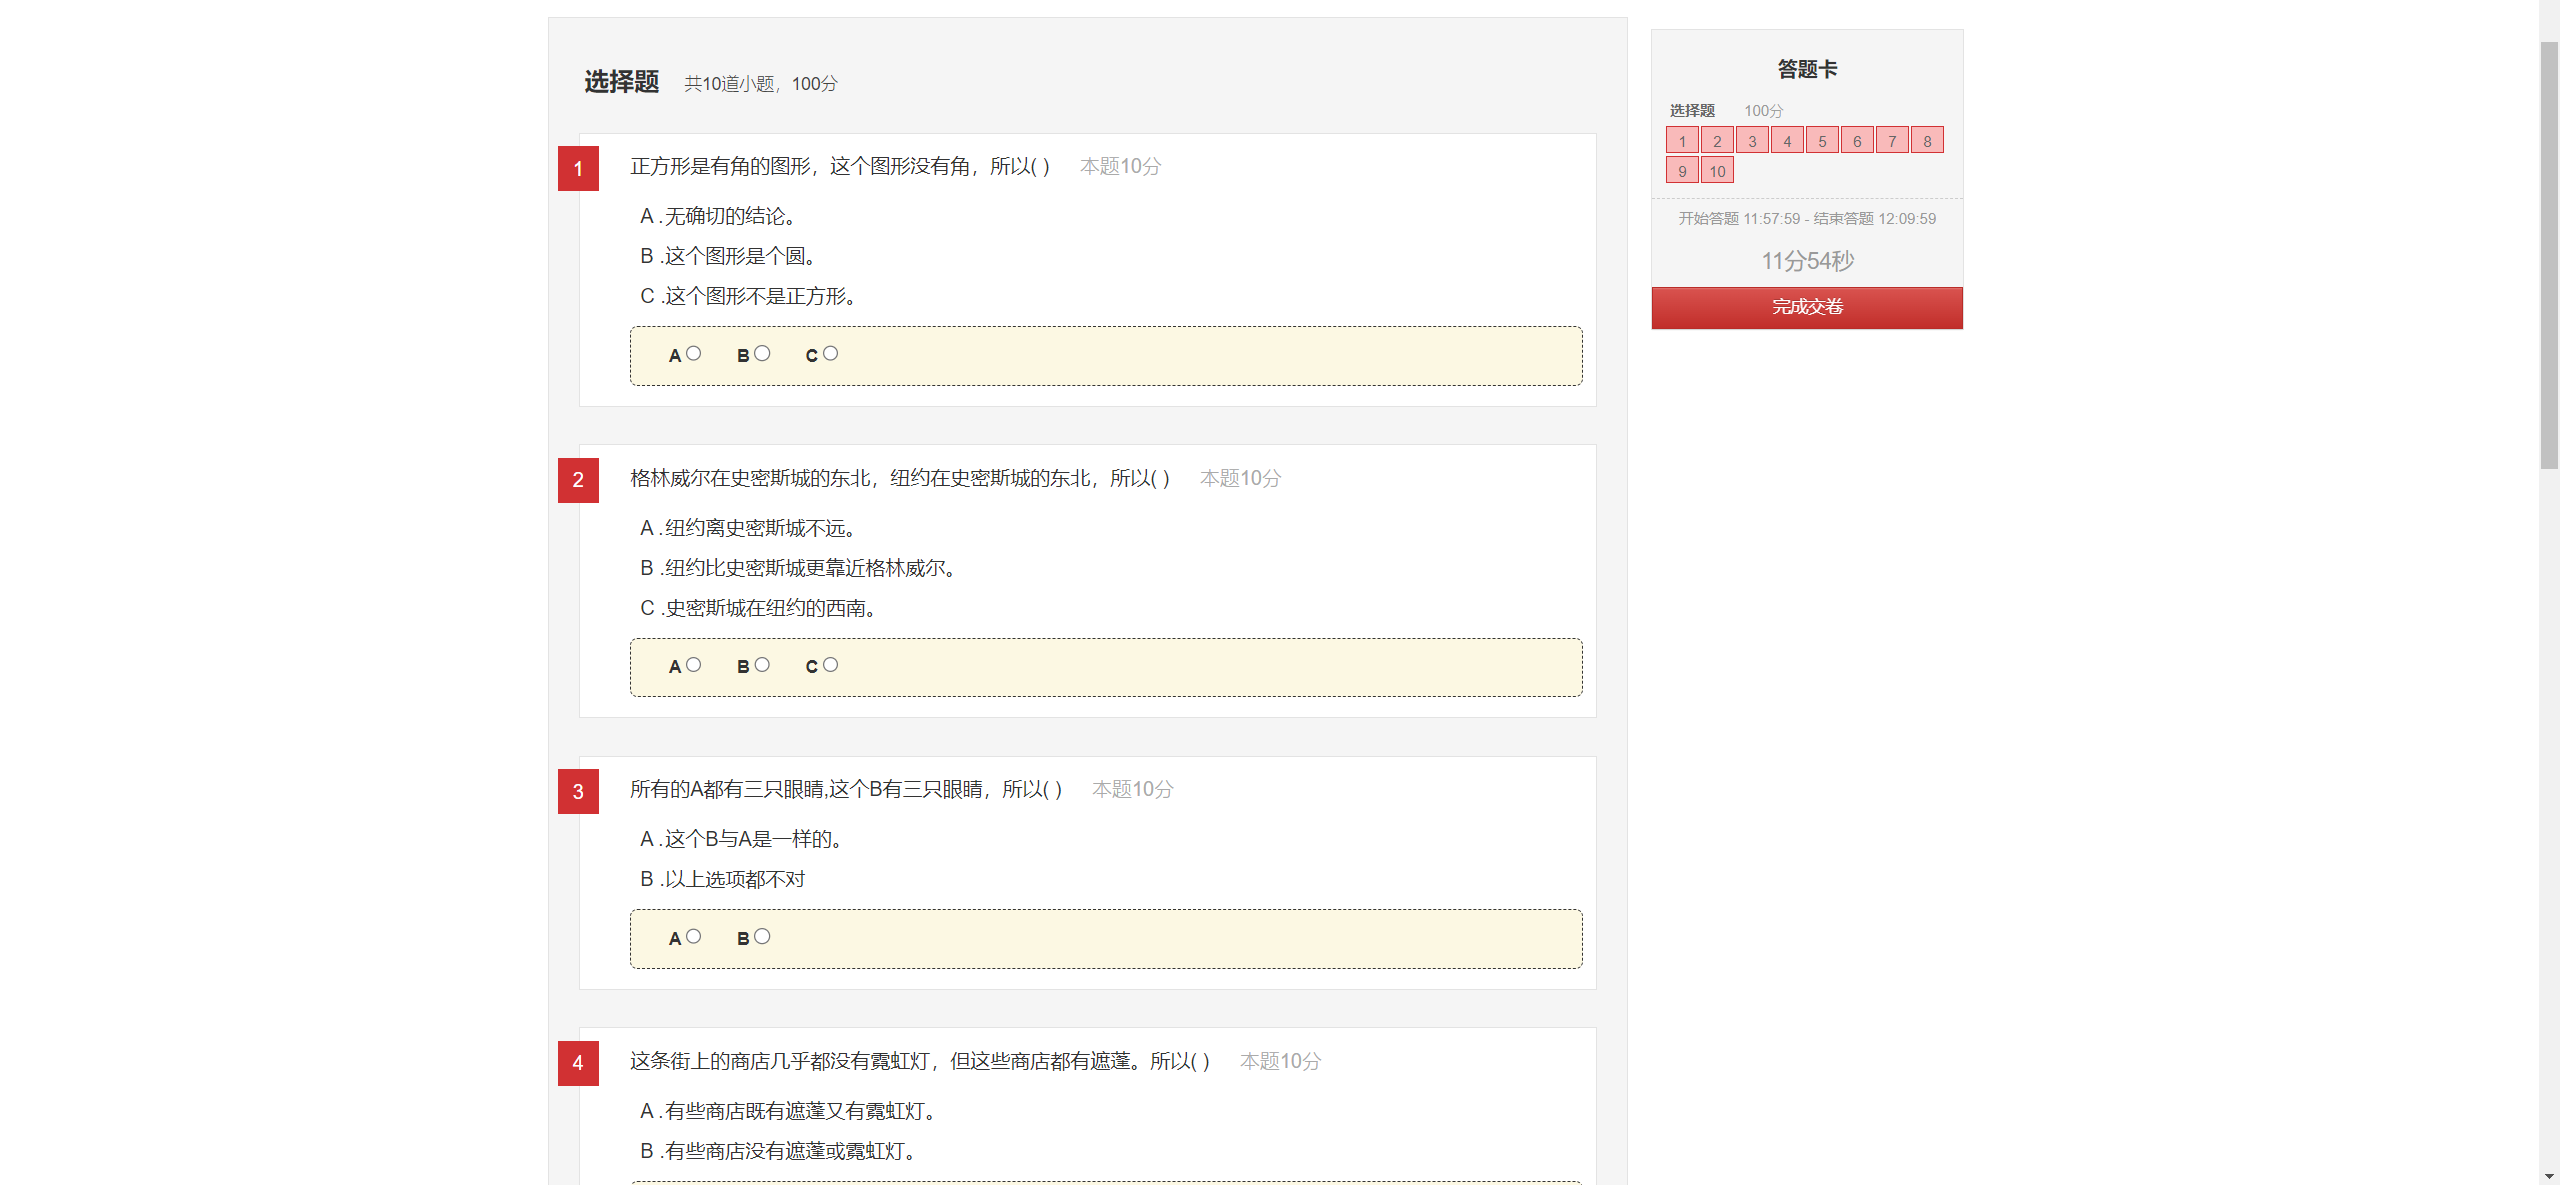 选择题 共10道小题，100分
1 正方形是有角的图形，这个图形没有角，所以( ) 本题10分
A .无确切的结论。
B .这个图形是个圆。
C .这个图形不是正方形。
A B C
2 格林威尔在史密斯城的东北，纽约在史密斯城的东北，所以( ) 本题10分
A .纽约离史密斯城不远。
B .纽约比史密斯城更靠近格林威尔。
C .史密斯城在纽约的西南。
A B C
3 所有的A都有三只眼睛,这个B有三只眼睛，所以( ) 本题10分
A .这个B与A是一样的。
B .以上选项都不对
A B
4 这条街上的商店几乎都没有霓虹灯，但这些商店都有遮蓬。所以( ) 本题10分
A .有些商店既有遮蓬又有霓虹灯。
B .有些商店没有遮蓬或霓虹灯。
答题卡
选择题 100分
1 2 3 4 5 6 7 8
9 10
开始答题 11:57:59 - 结束答题 12:09:59
11分54秒
完成交卷